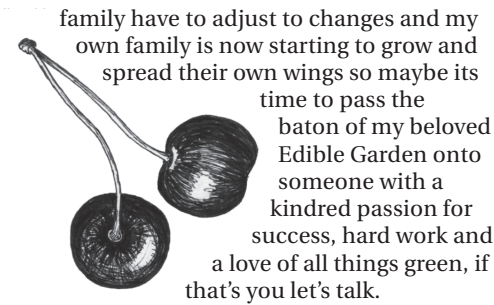 family have to adjust to changes and my
own family is now starting to grow and
spread their own wings so maybe its
time to pass the
baton of my beloved
Edible Garden onto
someone with a
kindred passion for
success, hard work and
a love of all things green, if
that's you let's talk.